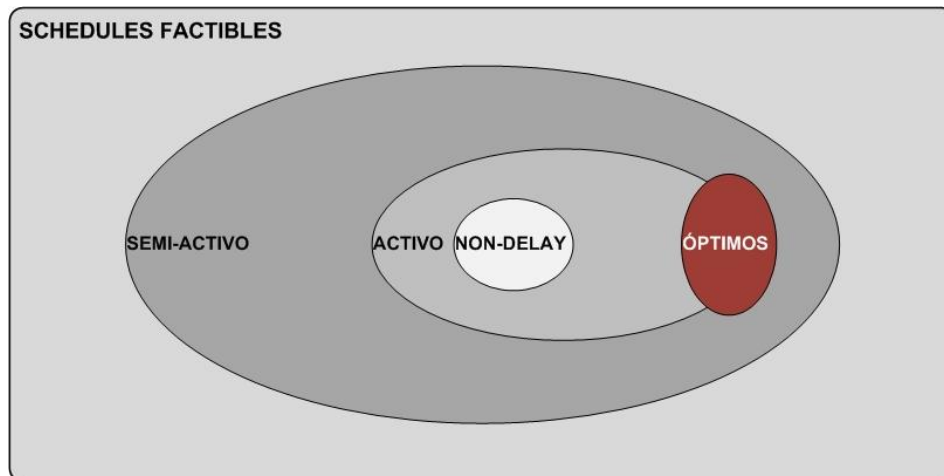 SCHEDULES FACTIBLES
SEMI-ACTIVO
ACTIVO
NON-DELAY
ÓPTIMOS